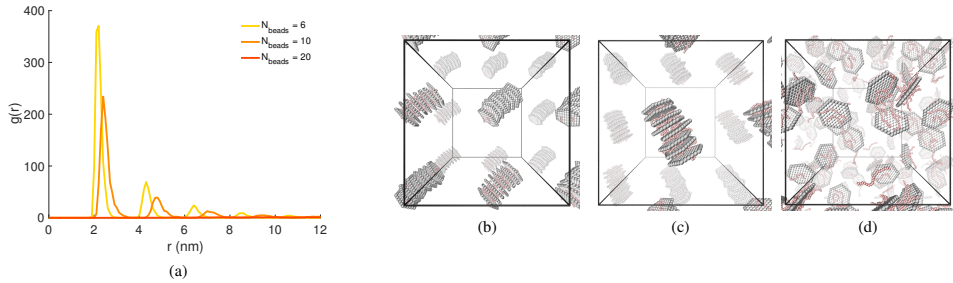 400
300
200
100
0
g(r)
0 2 4 6 8 10 12
r (nm)
N_beads = 6
N_beads = 10
N_beads = 20
(a)
(b)
(c)
(d)